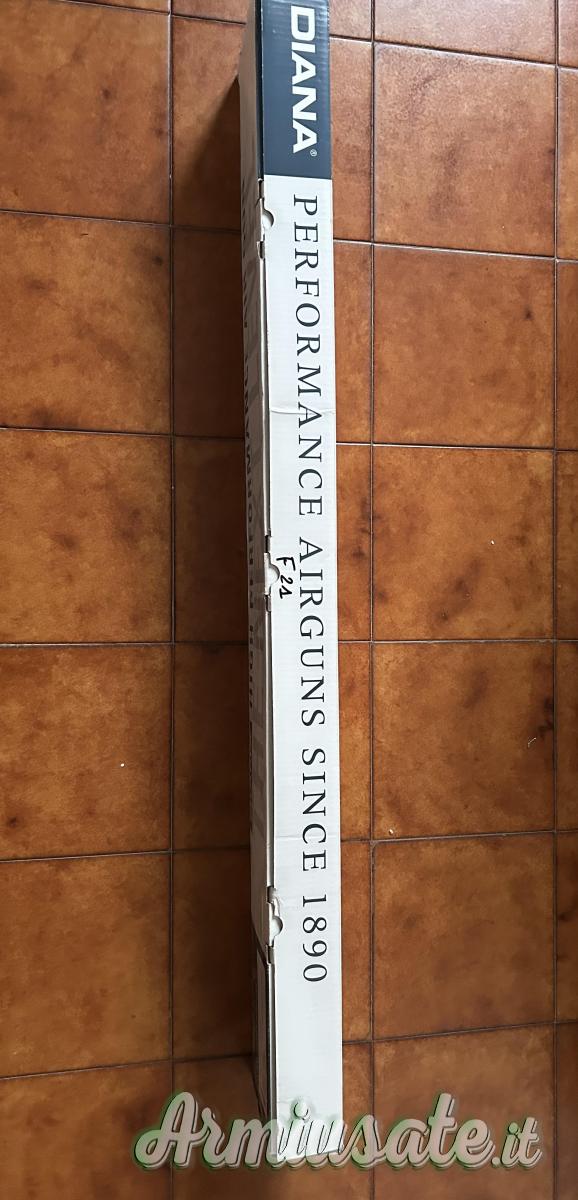 DIANA®
PERFORMANCE AIRGUNS SINCE 1890
F21
Armiusate.it